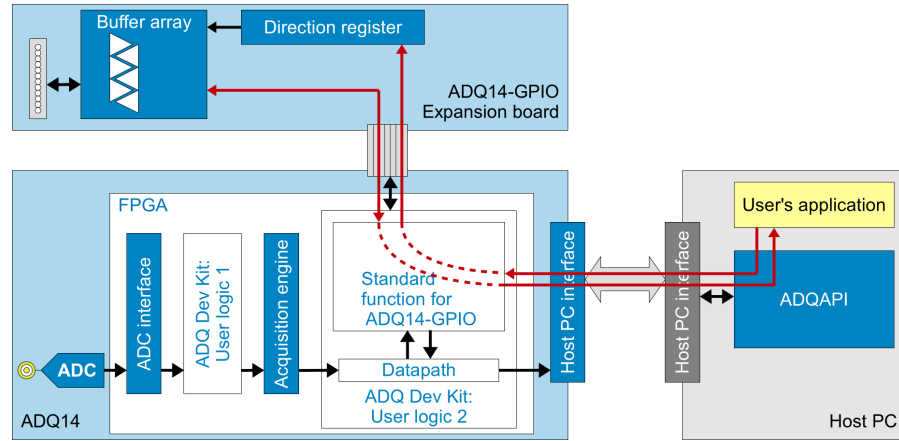 Buffer array
Direction register
ADQ14-GPIO
Expansion board
FPGA
ADC interface
ADQ Dev Kit:
User logic 1
Acquisition engine
Standard
function for
ADQ14-GPIO
Datapath
ADQ Dev Kit:
User logic 2
ADC
ADQ14
Host PC interface
Host PC interface
User's application
ADQAPI
Host PC